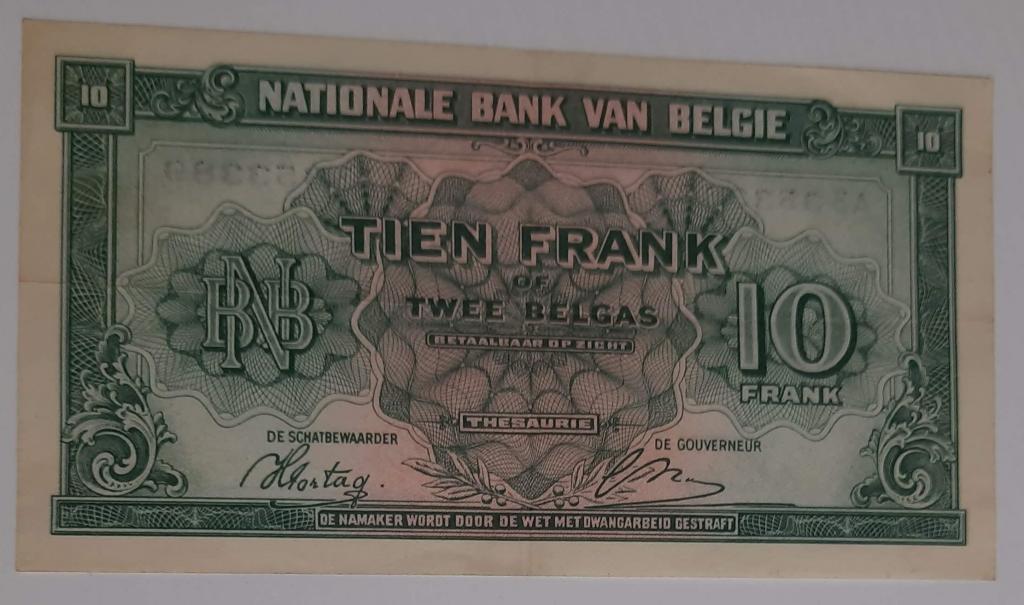 10 NATIONALE BANK VAN BELGIE 10
TIEN FRANK
OF
TWEE BELGAS
BETAALBAAR OP ZICHT
BNB
10
FRANK
THESAURIE
DE SCHATBEWAARDER
DE GOUVERNEUR
DE NAMAKER WORDT DOOR DE WET MET DWANGARBEID GESTRAFT